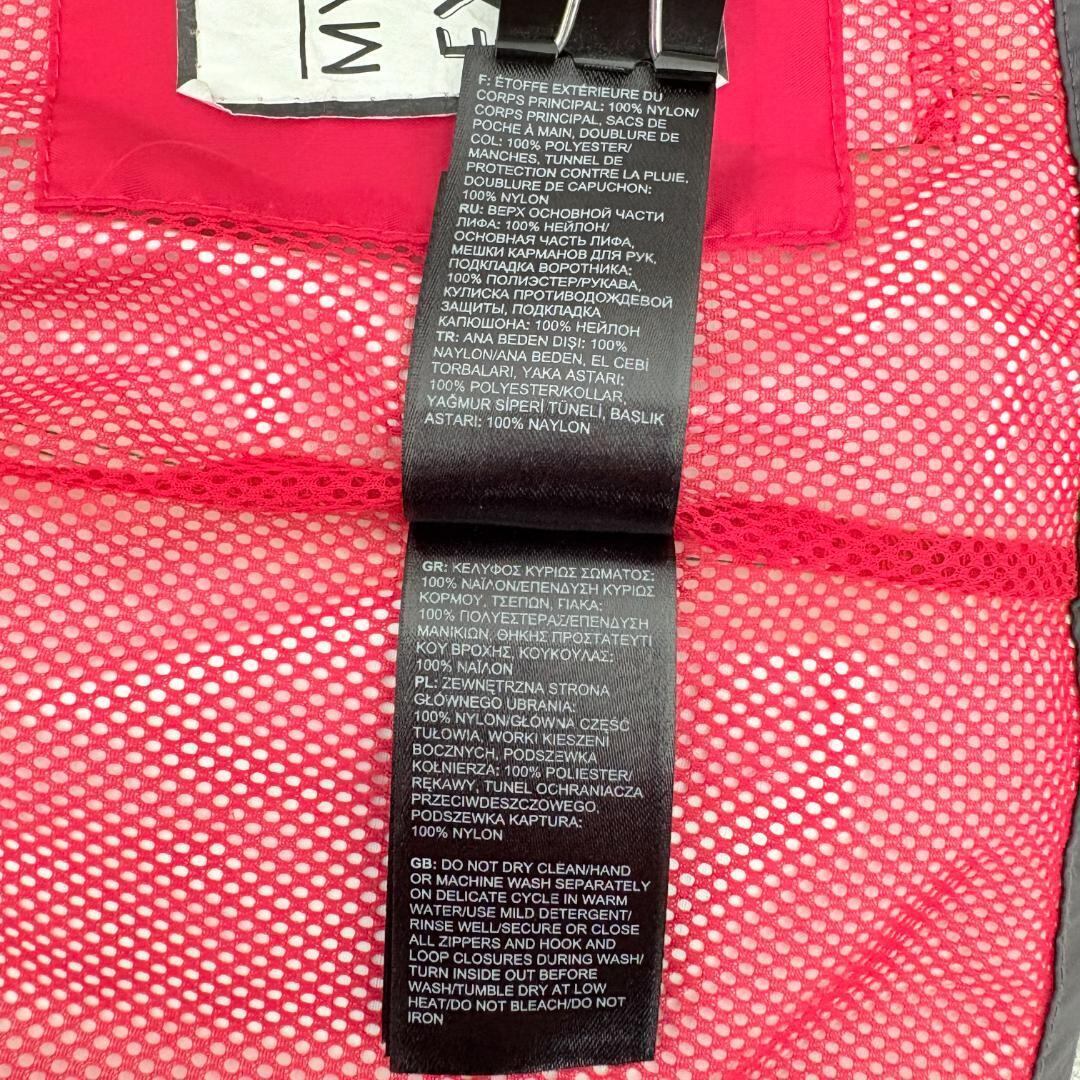 MY
F: ÉTOFFE EXTÉRIEURE DU
CORPS PRINCIPAL: 100% NYLON/
CORPS PRINCIPAL, SACS DE
POCHE À MAIN, DOUBLURE DE
COL: 100% POLYESTER/
MANCHES, TUNNEL DE
PROTECTION CONTRE LA PLUIE,
DOUBLURE DE CAPUCHON:
100% NYLON
RU: ВЕРХ ОСНОВНОЙ ЧАСТИ
ЛИФА: 100% НЕЙЛОН/
ОСНОВНАЯ ЧАСТЬ ЛИФА,
МЕШКИ КАРМАНОВ ДЛЯ РУК,
ПОДКЛАДКА ВОРОТНИКА:
100% ПОЛИЭСТЕР/РУКАВА,
КУЛИСКА ПРОТИВОДОЖДЕВОЙ
ЗАЩИТЫ, ПОДКЛАДКА
КАПЮШОНА: 100% НЕЙЛОН
TR: ANA BEDEN DIŞI: 100%
NAYLON/ANA BEDEN, EL CEBİ
TORBALARI, YAKA ASTARI:
100% POLYESTER/KOLLAR,
YAĞMUR SİPERİ TÜNELİ, BAŞLIK
ASTARI: 100% NAYLON
GR: ΚΕΛΥΦΟΣ ΚΥΡΙΩΣ ΣΩΜΑΤΟΣ:
100% ΝΑΪΛΟΝ/ΕΠΕΝΔΥΣΗ ΚΥΡΙΩΣ
ΚΟΡΜΟΥ, ΤΣΕΠΩΝ, ΓΙΑΚΑ:
100% ΠΟΛΥΕΣΤΕΡΑΣ/ΕΠΕΝΔΥΣΗ
ΜΑΝΙΚΙΩΝ, ΘΗΚΗΣ ΠΡΟΣΤΑΤΕΥΤΙ
ΚΟΥ ΒΡΟΧΗΣ, ΚΟΥΚΟΥΛΑΣ:
100% ΝΑΪΛΟΝ
PL: ZEWNĘTRZNA STRONA
GŁÓWNEGO UBRANIA:
100% NYLON/GŁÓWNA CZĘŚĆ
TUŁOWIA, WORKI KIESZENI
BOCZNYCH, PODSZEWKA
KOŁNIERZA: 100% POLIESTER/
RĘKAWY, TUNEL OCHRANIACZA
PRZECIWDESZCZOWEGO,
PODSZEWKA KAPTURA:
100% NYLON
GB: DO NOT DRY CLEAN/HAND
OR MACHINE WASH SEPARATELY
ON DELICATE CYCLE IN WARM
WATER/USE MILD DETERGENT/
RINSE WELL/SECURE OR CLOSE
ALL ZIPPERS AND HOOK AND
LOOP CLOSURES DURING WASH/
TURN INSIDE OUT BEFORE
WASH/TUMBLE DRY AT LOW
HEAT/DO NOT BLEACH/DO NOT
IRON